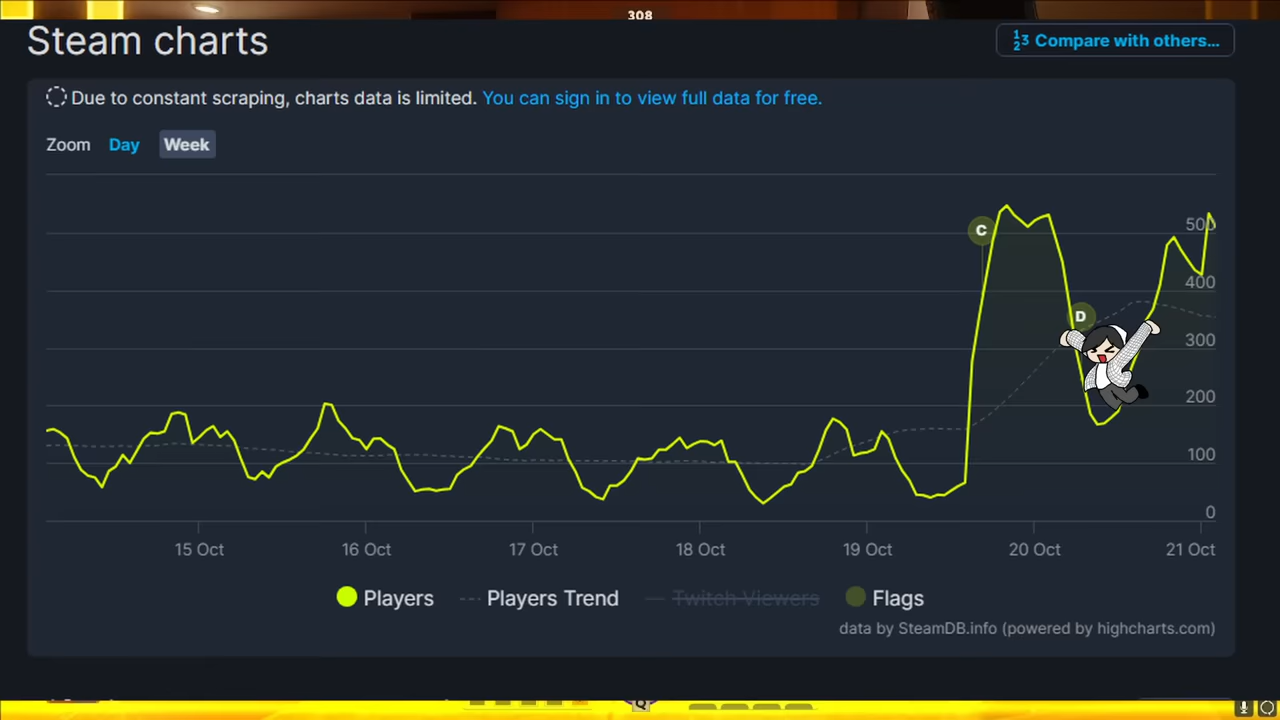 308
Steam charts
Compare with others...
Due to constant scraping, charts data is limited. You can sign in to view full data for free.
Zoom Day Week
C
D
500
400
300
200
100
0
15 Oct 16 Oct 17 Oct 18 Oct 19 Oct 20 Oct 21 Oct
Players Players Trend Twitch Viewers Flags
data by SteamDB.info (powered by highcharts.com)
Q